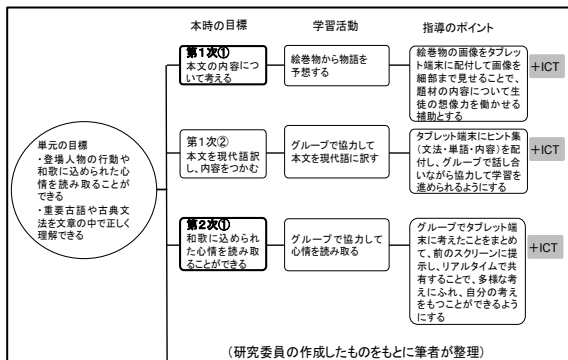 本時の目標
学習活動
指導のポイント
第1次①
本文の内容につ
いて考える
絵巻物から物語を
予想する
絵巻物の画像をタブレッ
ト端末に配付して画像を
細部まで見せることで、
題材の内容について生
徒の想像力を働かせる
補助とする
+ICT
単元の目標
・登場人物の行動や
和歌に込められた心
情を読み取ることが
できる
・重要古語や古典文
法を文章の中で正しく
理解できる
第1次②
本文を現代語訳
し、内容をつかむ
グループで協力して
本文を現代語に訳す
タブレット端末にヒント集
(文法・単語・内容)を配
付し、グループで話し合
いながら協力して学習を
進められるようにする
+ICT
第2次①
和歌に込められ
た心情を読み取
ることができる
グループで協力して
心情を読み取る
グループでタブレット端
末に考えたことをまとめ
て、前のスクリーンに提
示し、リアルタイムで共
有することで、多様な考
えにふれ、自分の考え
をもつことができるよう
にする
+ICT
(研究委員の作成したものをもとに筆者が整理)